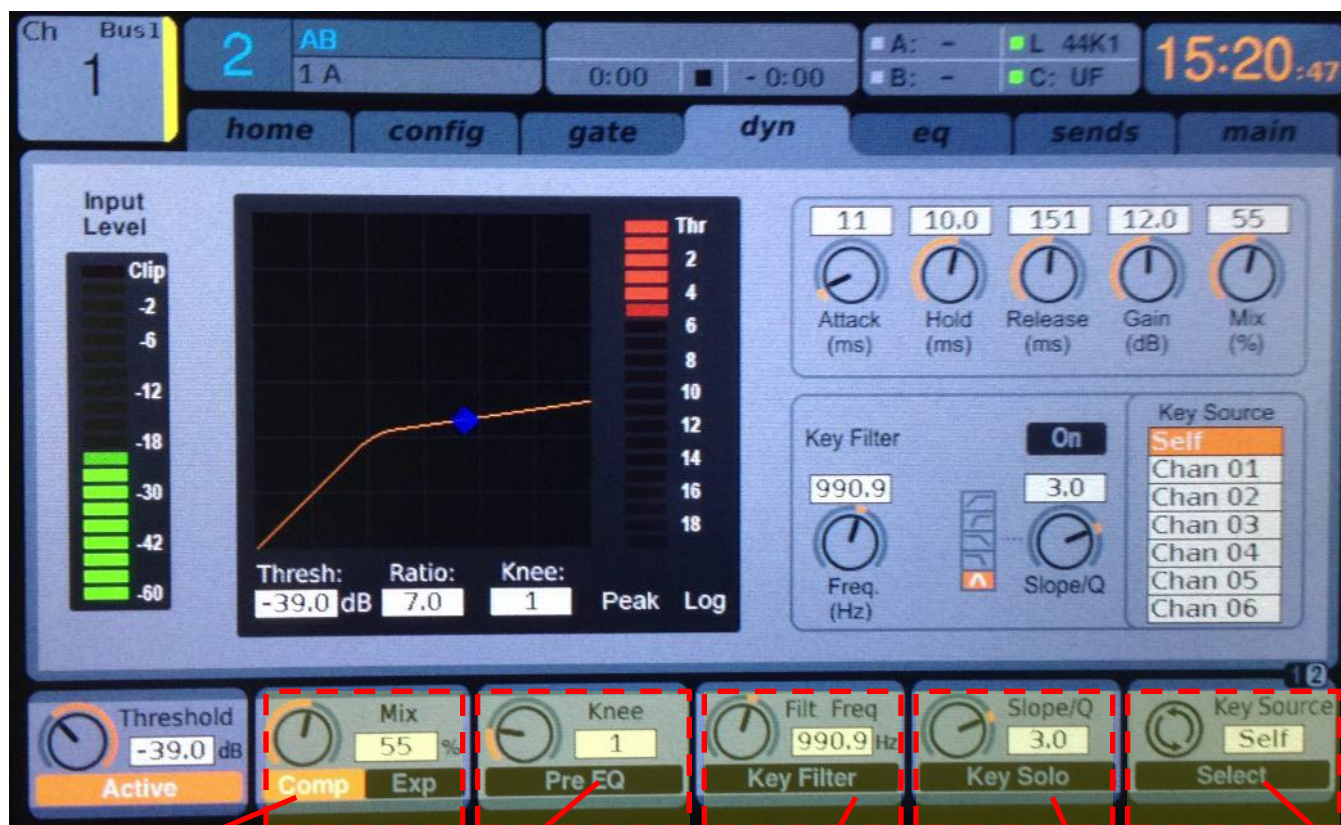 Ch Bus1
1
2 AB
1 A
0:00 - 0:00
A: - L 44K1
B: - C: UF
15:20:47
home config gate dyn eq sends main
Input
Level
Clip
-2
-6
-12
-18
-30
-42
-60
Thr
2
4
6
8
10
12
14
16
18
Thresh: Ratio: Knee:
-39.0 dB 7.0 1 Peak Log
11 10.0 151 12.0 55
Attack Hold Release Gain Mix
(ms) (ms) (ms) (dB) (%)
Key Filter On
990.9 3.0
Freq. Slope/Q
(Hz)
Key Source
Self
Chan 01
Chan 02
Chan 03
Chan 04
Chan 05
Chan 06
1 2
Threshold
-39.0 dB
Active
Mix
55 %
Comp Exp
Knee
1
Pre EQ
Filt Freq
990.9 Hz
Key Filter
Slope/Q
3.0
Key Solo
Key Source
Self
Select